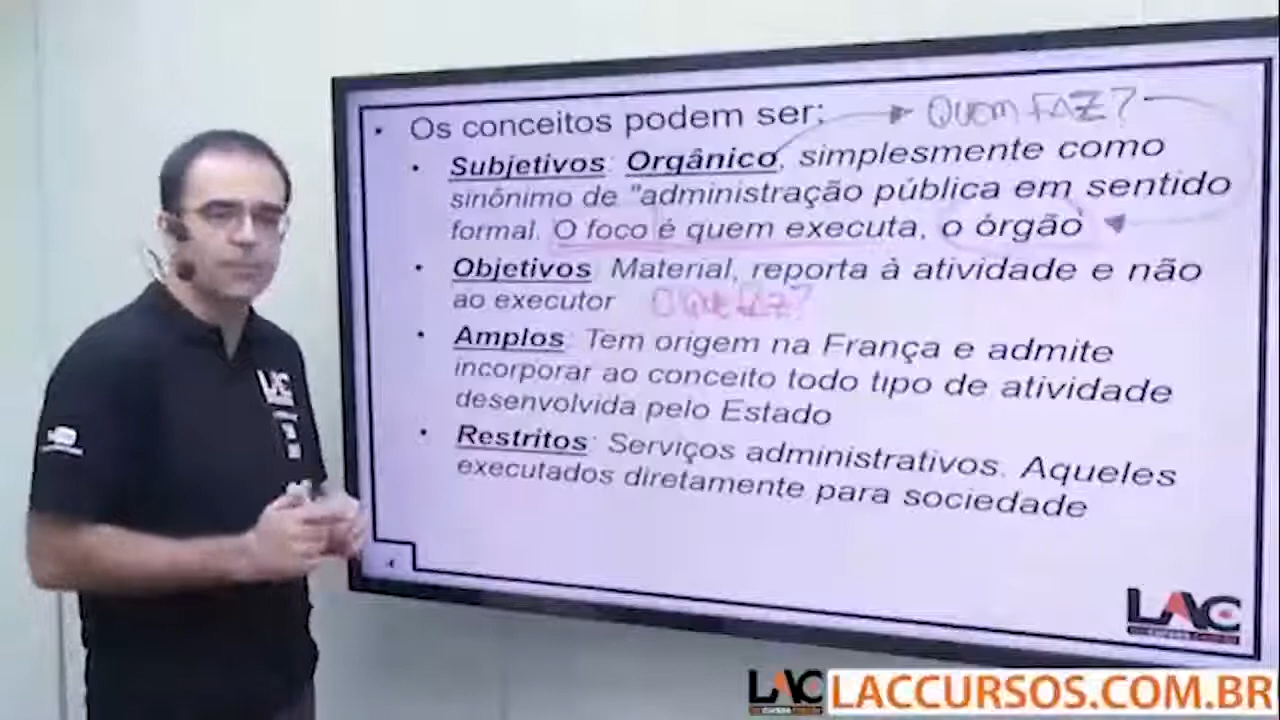 • Os conceitos podem ser: QUEM FAZ?
• Subjetivos: Orgânico, simplesmente como
sinônimo de "administração pública em sentido
formal. O foco é quem executa, o órgão
• Objetivos: Material, reporta à atividade e não
ao executor O QUE FAZ?
• Amplos: Tem origem na França e admite
incorporar ao conceito todo tipo de atividade
desenvolvida pelo Estado
• Restritos: Serviços administrativos. Aqueles
executados diretamente para sociedade
4
LAC
LAC
LAC LACCURSOS.COM.BR